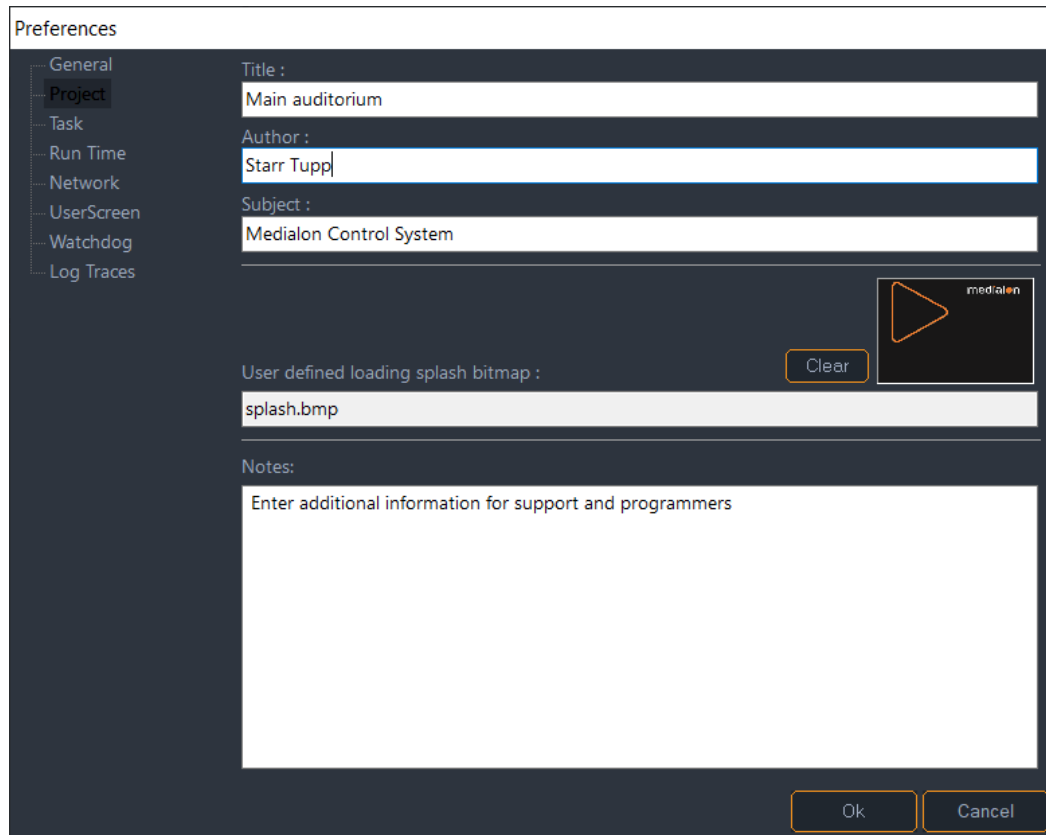 Preferences
General
Project
Task
Run Time
Network
UserScreen
Watchdog
Log Traces
Title :
Main auditorium
Author :
Starr Tupp
Subject :
Medialon Control System
medialon
Clear
User defined loading splash bitmap :
splash.bmp
Notes:
Enter additional information for support and programmers
Ok
Cancel